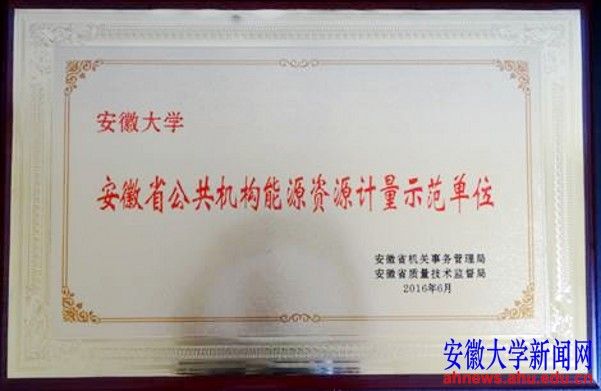 安徽大学
安徽省公共机构能源资源计量示范单位
安徽省机关事务管理局
安徽省质量技术监督局
2016年6月
安徽大学新闻网
ahnews.ahu.edu.cn